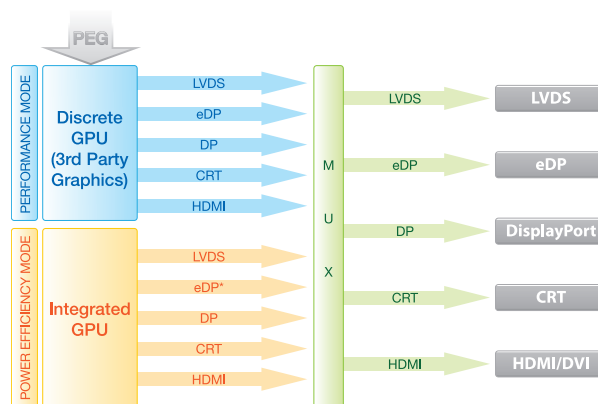 PEG
PERFORMANCE MODE
Discrete
GPU
(3rd Party
Graphics)
LVDS
eDP
DP
CRT
HDMI
POWER EFFICIENCY MODE
Integrated
GPU
LVDS
eDP*
DP
CRT
HDMI
M
U
X
LVDS
eDP
DP
CRT
HDMI
LVDS
eDP
DisplayPort
CRT
HDMI/DVI